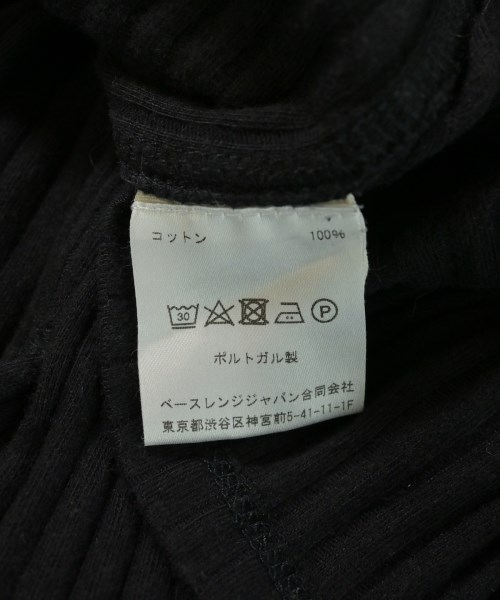 コットン 100%
30 P
ポルトガル製
ベースレンジジャパン合同会社
東京都渋谷区神宮前5-41-11-1F